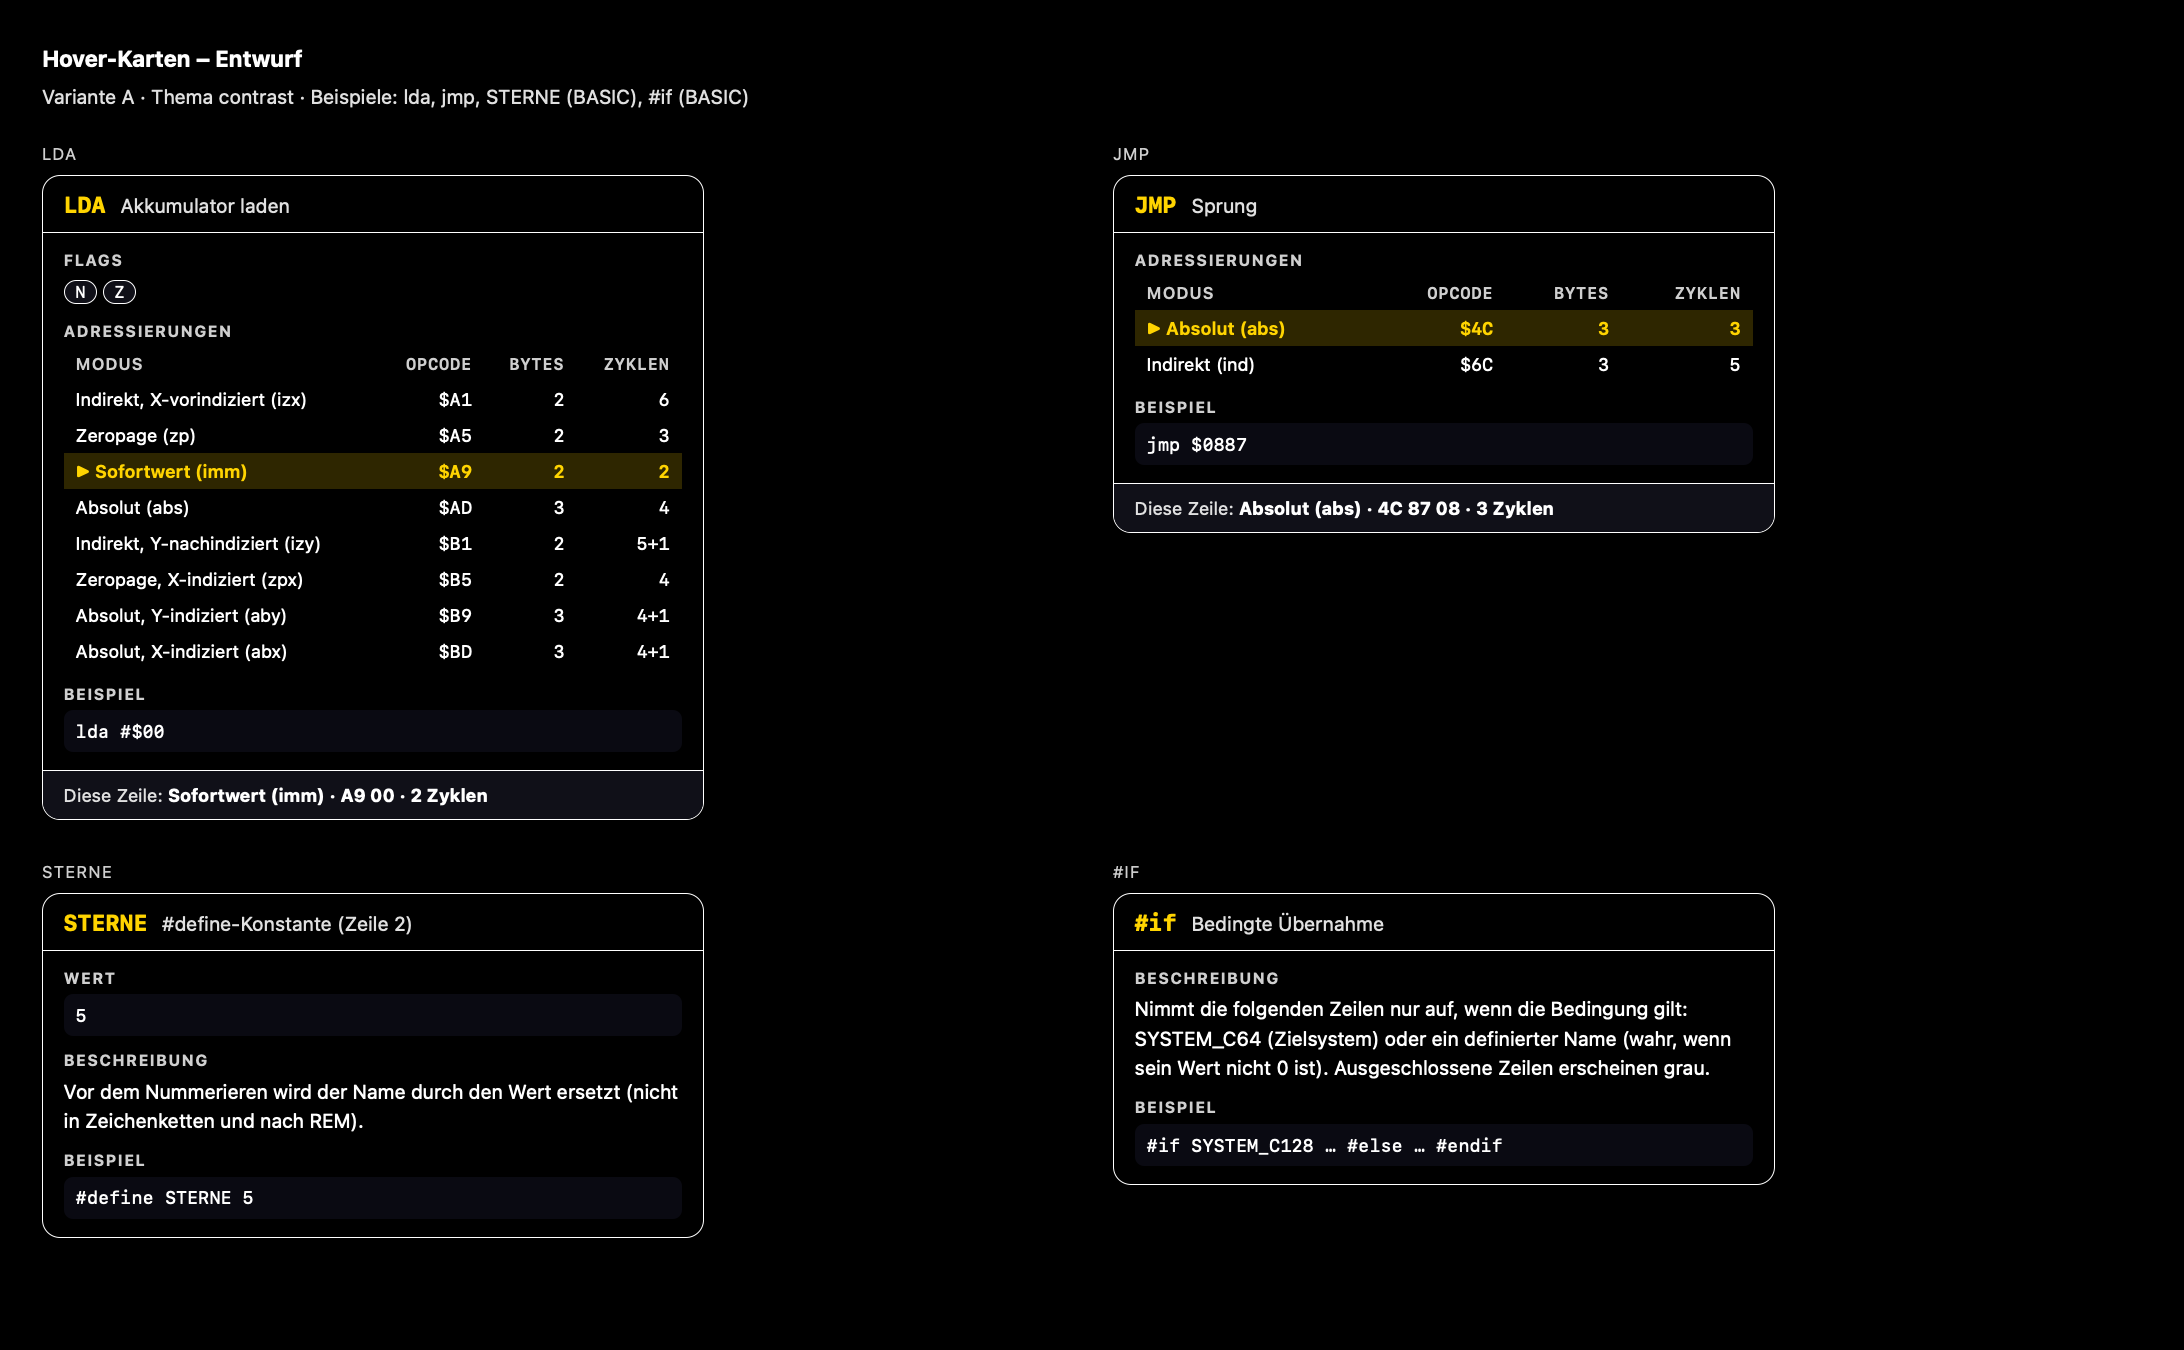 Hover-Karten – Entwurf
Variante A · Thema contrast · Beispiele: lda, jmp, STERNE (BASIC), #if (BASIC)
LDA
LDA Akkumulator laden
FLAGS
N Z
ADRESSIERUNGEN
MODUS OPCODE BYTES ZYKLEN
Indirekt, X-vorindiziert (izx) $A1 2 6
Zeropage (zp) $A5 2 3
▶ Sofortwert (imm) $A9 2 2
Absolut (abs) $AD 3 4
Indirekt, Y-nachindiziert (izy) $B1 2 5+1
Zeropage, X-indiziert (zpx) $B5 2 4
Absolut, Y-indiziert (aby) $B9 3 4+1
Absolut, X-indiziert (abx) $BD 3 4+1
BEISPIEL
lda #$00
Diese Zeile: Sofortwert (imm) · A9 00 · 2 Zyklen
JMP
JMP Sprung
ADRESSIERUNGEN
MODUS OPCODE BYTES ZYKLEN
▶ Absolut (abs) $4C 3 3
Indirekt (ind) $6C 3 5
BEISPIEL
jmp $0887
Diese Zeile: Absolut (abs) · 4C 87 08 · 3 Zyklen
STERNE
STERNE #define-Konstante (Zeile 2)
WERT
5
BESCHREIBUNG
Vor dem Nummerieren wird der Name durch den Wert ersetzt (nicht
in Zeichenketten und nach REM).
BEISPIEL
#define STERNE 5
#IF
#if Bedingte Übernahme
BESCHREIBUNG
Nimmt die folgenden Zeilen nur auf, wenn die Bedingung gilt:
SYSTEM_C64 (Zielsystem) oder ein definierter Name (wahr, wenn
sein Wert nicht 0 ist). Ausgeschlossene Zeilen erscheinen grau.
BEISPIEL
#if SYSTEM_C128 … #else … #endif